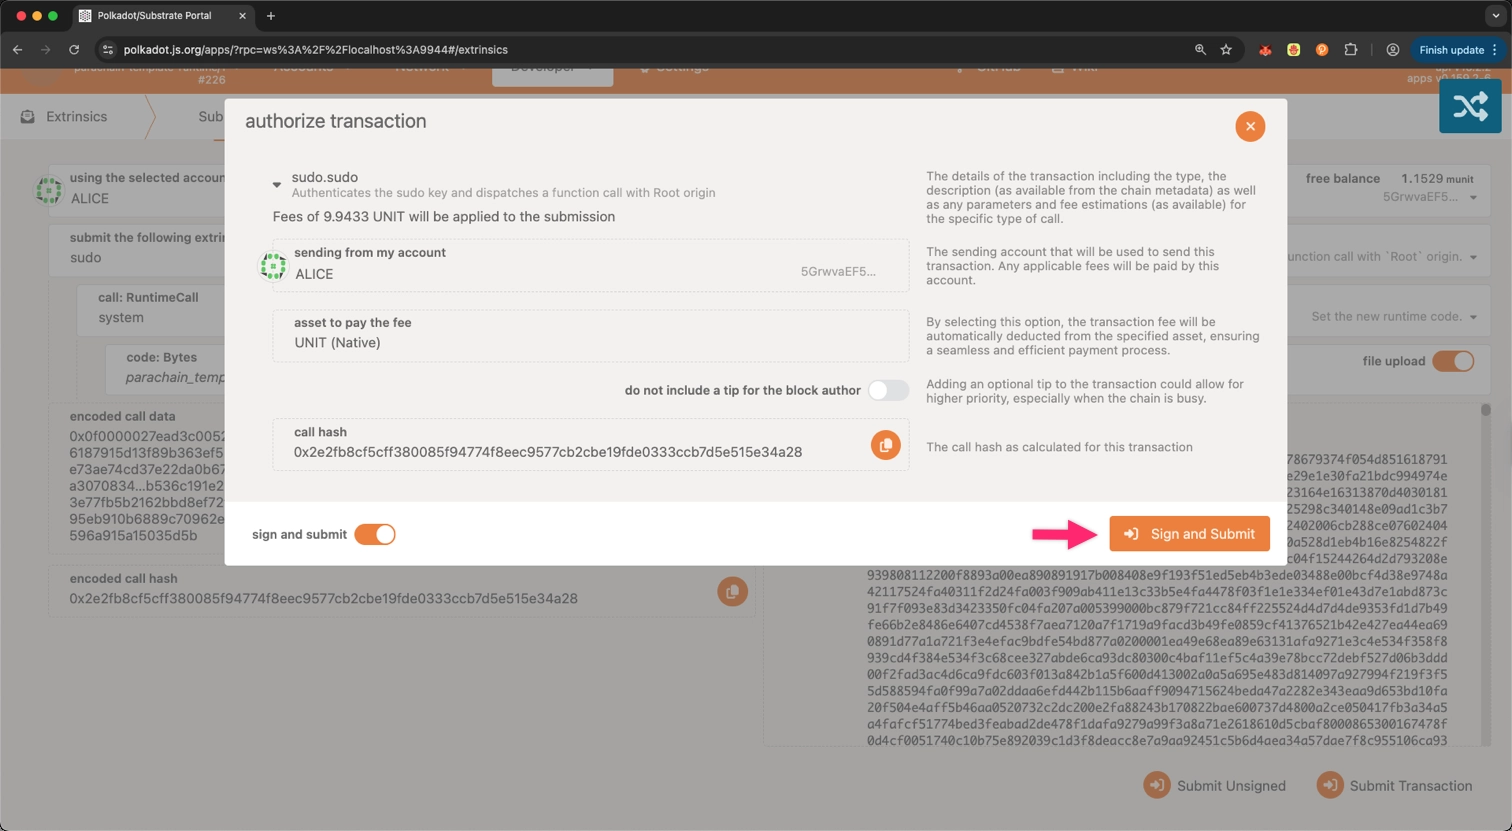 Polkadot/Substrate Portal
polkadot.js.org/apps/?rpc=ws%3A%2F%2Flocalhost%3A9944#/extrinsics
Finish update
parachain-template-runtime/1
#226
Accounts
Network
Developer
Settings
GitHub
Wiki
apps v0.159.2-6
Extrinsics
Sub
authorize transaction
using the selected accoun
ALICE
free balance 1.1529 munit
5GrwvaEF5...
submit the following extrin
sudo
unction call with `Root` origin.
call: RuntimeCall
system
Set the new runtime code.
code: Bytes
parachain_temp
file upload
sudo.sudo
Authenticates the sudo key and dispatches a function call with Root origin
Fees of 9.9433 UNIT will be applied to the submission
The details of the transaction including the type, the
description (as available from the chain metadata) as well
as any parameters and fee estimations (as available) for
the specific type of call.
sending from my account
ALICE
5GrwvaEF5...
The sending account that will be used to send this
transaction. Any applicable fees will be paid by this
account.
asset to pay the fee
UNIT (Native)
By selecting this option, the transaction fee will be
automatically deducted from the specified asset, ensuring
a seamless and efficient payment process.
do not include a tip for the block author
Adding an optional tip to the transaction could allow for
higher priority, especially when the chain is busy.
call hash
0x2e2fb8cf5cff380085f94774f8eec9577cb2cbe19fde0333ccb7d5e515e34a28
The call hash as calculated for this transaction
sign and submit
Sign and Submit
encoded call data
0x0f0000027ead3c0052
6187915d13f89b363ef5
e73ae74cd37e22da0b67
a3070834...b536c191e2
3e77fb5b2162bbd8ef72
95eb910b6889c70962e
596a915a15035d5b
encoded call hash
0x2e2fb8cf5cff380085f94774f8eec9577cb2cbe19fde0333ccb7d5e515e34a28
78679374f054d851618791
e29e1e30fa21bdc994974e
23164e16313870d4030181
25298c340148e09ad1c3b7
2402006cb288ce07602404
0a528d1eb4b16e8254822f
c04f15244264d2d793208e
939808112200f8893a00ea890891917b008408e9f193f51ed5eb4b3ede03488e00bcf4d38e9748a
42117524fa40311f2d24fa003f909ab411e13c33b5e4fa4478f03f1e1e334ef01e43d7e1abd873c
91f7f093e83d3423350fc04fa207a005399000bc879f721cc84ff225524d4d7d4de9353fd1d7b49
fe66b2e8486e6407cd4538f7aea7120a7f1719a9facd3b49fe0859cf41376521b42e427ea44ea69
0891d77a1a721f3e4efac9bdfe54bd877a0200001ea49e68ea89e63131afa9271e3c4e534f358f8
939cd4f384e534f3c68cee327abde6ca93dc80300c4baf11ef5c4a39e78bcc72debf527d06b3ddd
00f2fad3ac4d6ca9fdc603f013a842b1a5f600d413002a0a5a695e483d814097a927994f219f3f5
5d588594fa0f99a7a02ddaa6efd442b115b6aaff9094715624beda47a2282e343eaa9d653bd10fa
20f504e4aff5b46aa0520732c2dc200e2fa88243b170822bae600737d4800a2ce050417fb3a34a5
a4fafcf51774bed3feabad2de478f1dafa9279a99f3a8a71e2618610d5cbaf8000865300167478f
0d4cf0051740c10b75e892039c1d3f8deacc8e7a9aa92451c5b6d4aea34a57dae7f8c955106ca93
Submit Unsigned
Submit Transaction